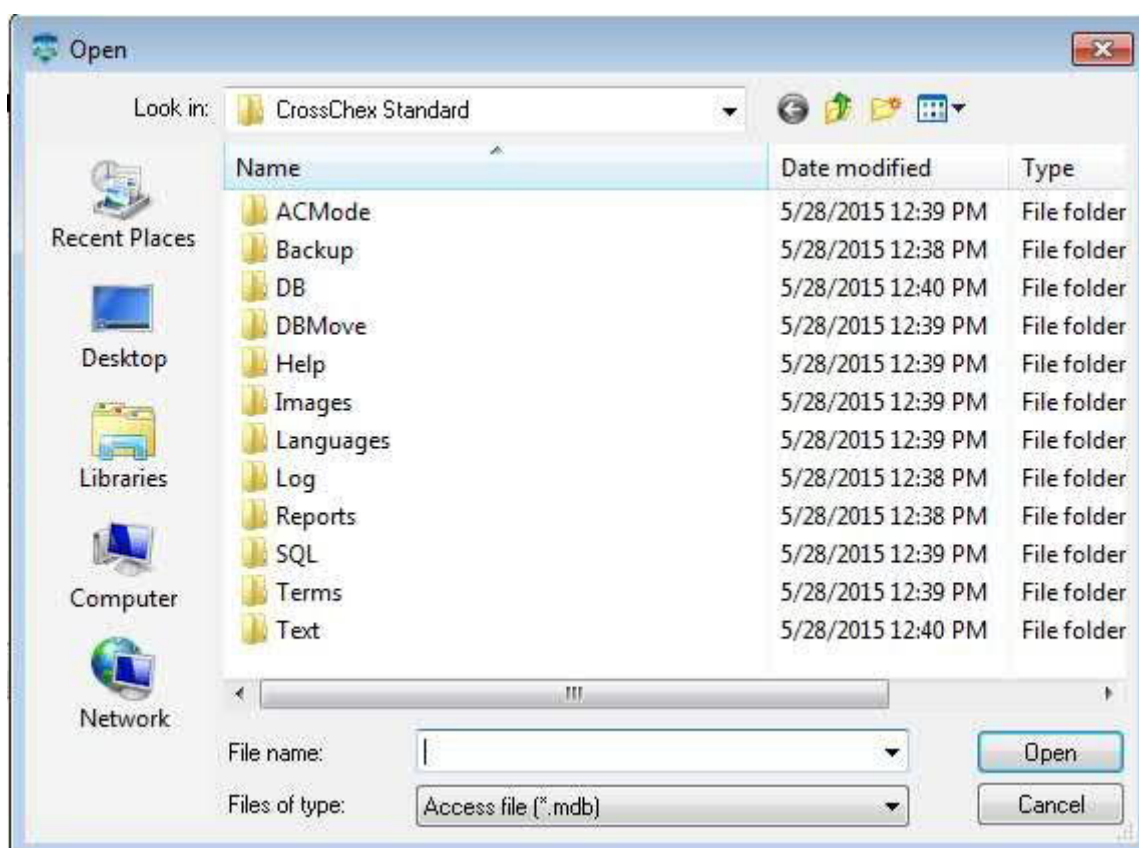 Open
Look in: CrossChex Standard
Name Date modified Type
ACMode 5/28/2015 12:39 PM File folder
Backup 5/28/2015 12:38 PM File folder
DB 5/28/2015 12:40 PM File folder
DBMove 5/28/2015 12:39 PM File folder
Help 5/28/2015 12:39 PM File folder
Images 5/28/2015 12:39 PM File folder
Languages 5/28/2015 12:39 PM File folder
Log 5/28/2015 12:38 PM File folder
Reports 5/28/2015 12:38 PM File folder
SQL 5/28/2015 12:39 PM File folder
Terms 5/28/2015 12:39 PM File folder
Text 5/28/2015 12:40 PM File folder
Recent Places
Desktop
Libraries
Computer
Network
File name: Open
Files of type: Access file (*.mdb) Cancel